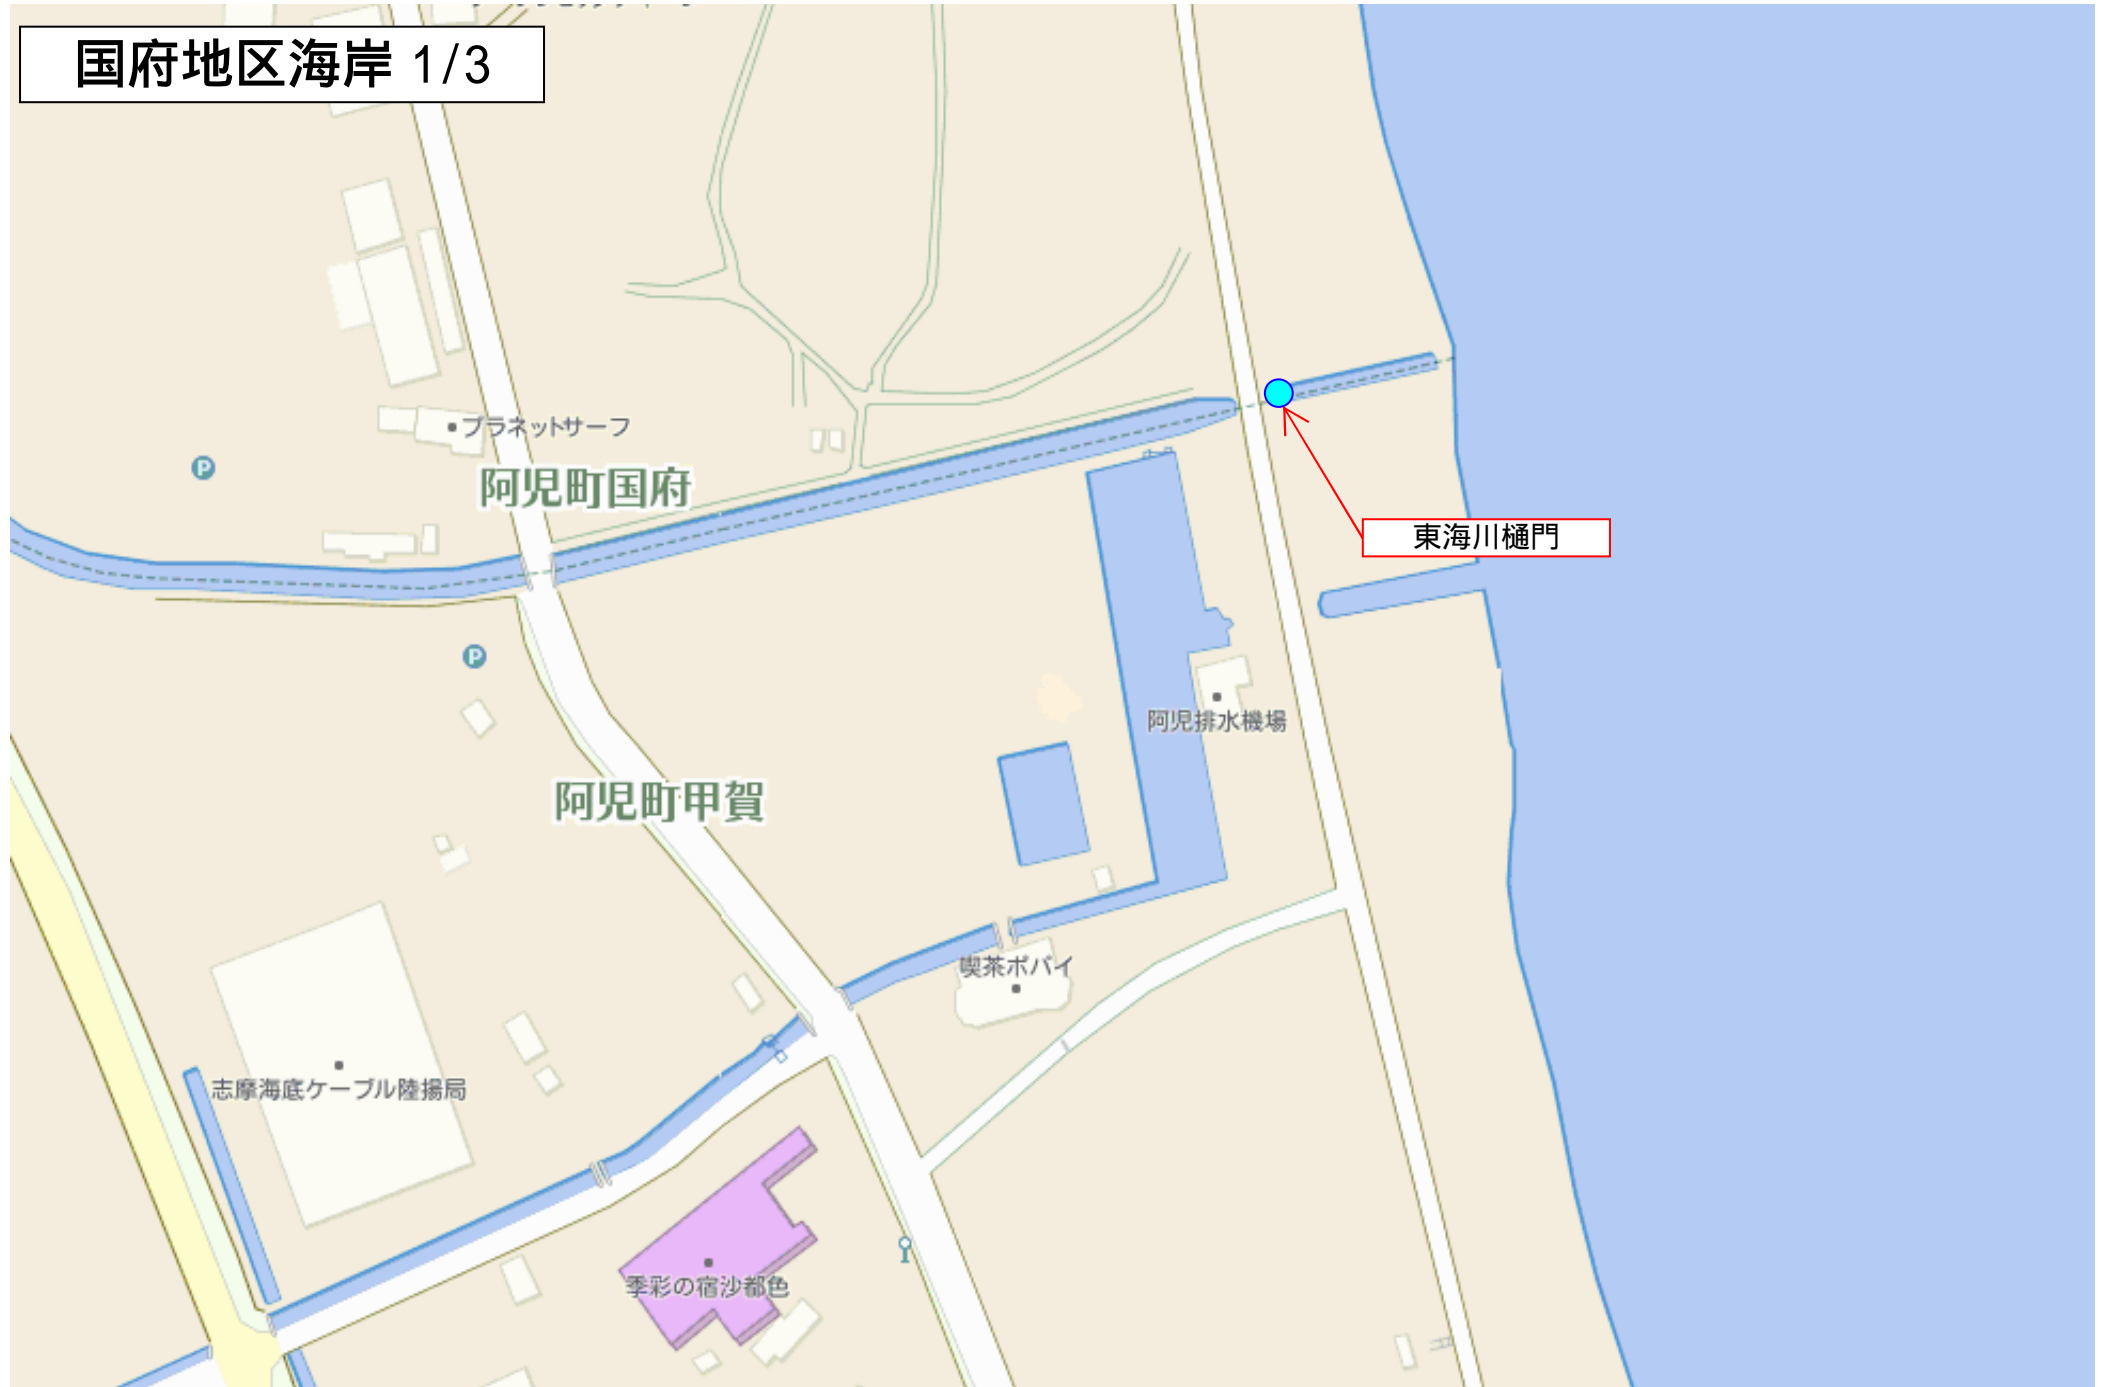 国府地区海岸 1/3
プラネットサーフ
P
阿児町国府
東海川樋門
P
阿児排水機場
阿児町甲賀
喫茶ポパイ
志摩海底ケーブル陸揚局
季彩の宿沙都邑